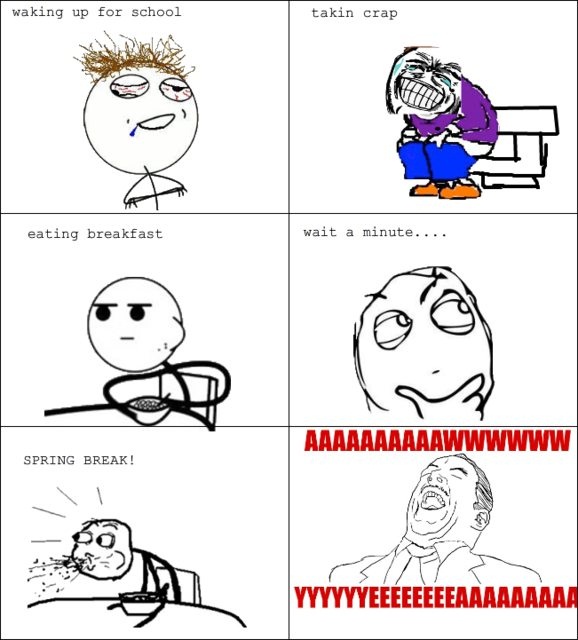 waking up for school
takin crap
eating breakfast
wait a minute....
SPRING BREAK!
AAAAAAAAAAWWWWWW
YYYYYYEEEEEEEEAAAAAAAAA